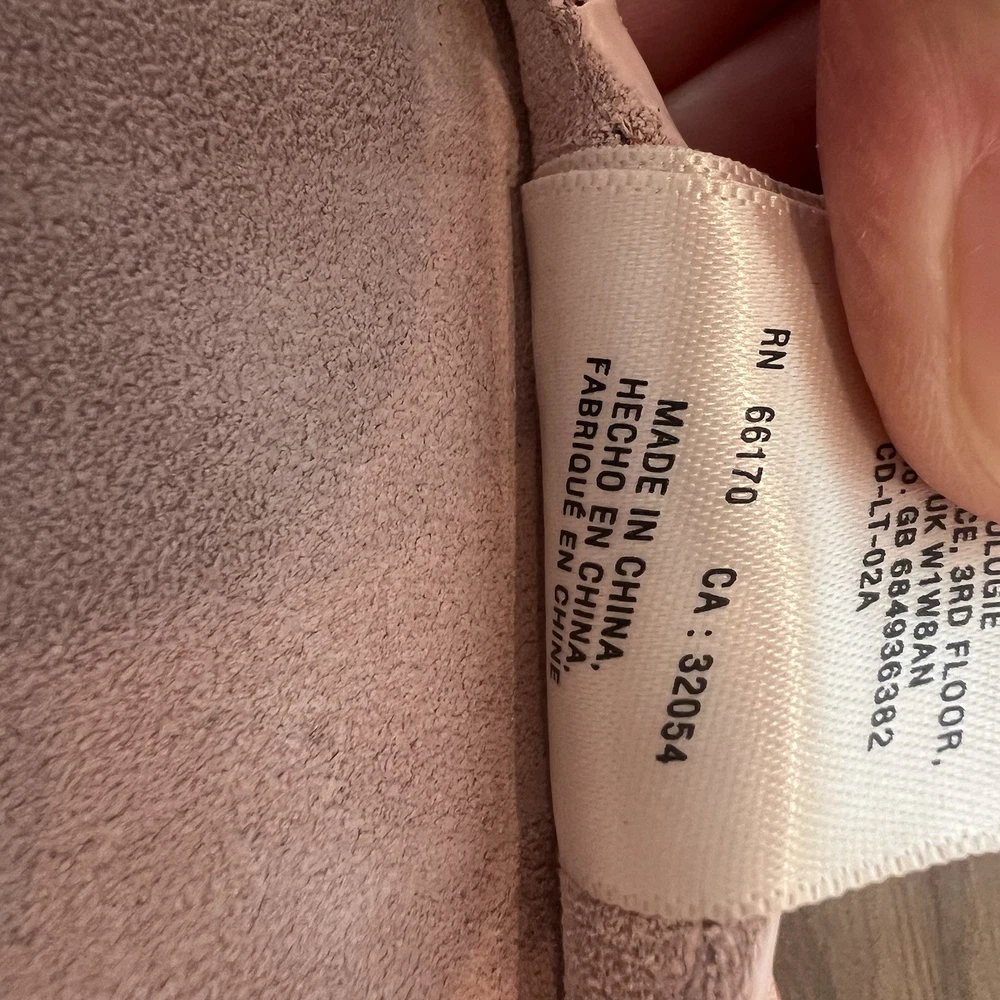 3RD FLOOR,
UK W1W8AN
GB 684936382
CD-LT-02A
RN 66170 CA: 32054
MADE IN CHINA,
HECHO EN CHINA,
FABRIQUÉ EN CHINE